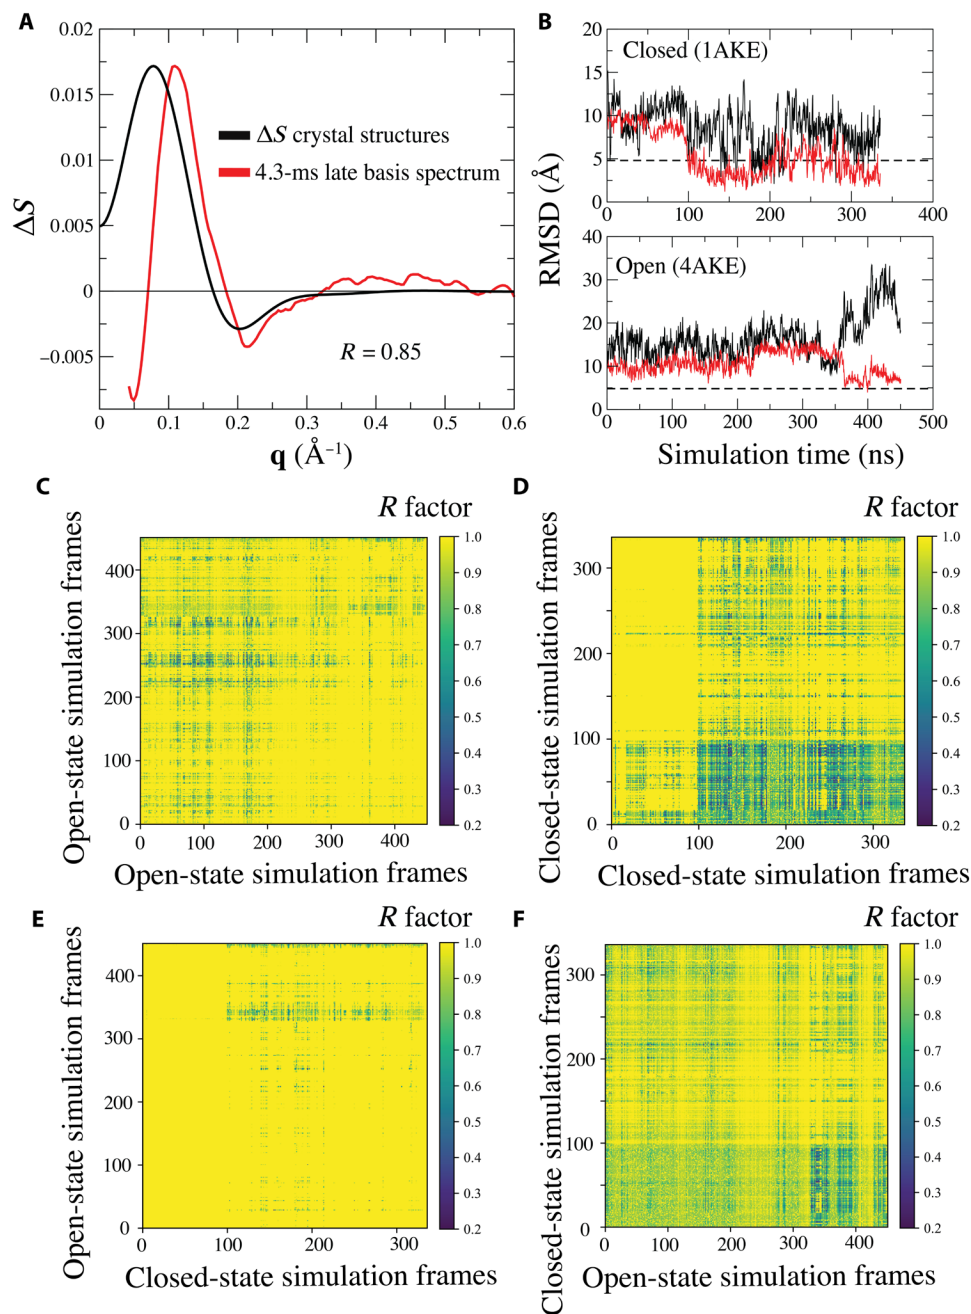 A
0.02
0.015
0.01
0.005
0
−0.005
ΔS
ΔS crystal structures
4.3-ms late basis spectrum
R = 0.85
0 0.1 0.2 0.3 0.4 0.5 0.6
q (Å−1)
B
20
15
10
5
0
Closed (1AKE)
0 100 200 300 400
RMSD (Å)
40
30
20
10
0
Open (4AKE)
0 100 200 300 400 500
Simulation time (ns)
C
R factor
Open-state simulation frames
400
300
200
100
0
0 100 200 300 400
Open-state simulation frames
1.0
0.9
0.8
0.7
0.6
0.5
0.4
0.3
0.2
D
R factor
Closed-state simulation frames
300
200
100
0
0 100 200 300
Closed-state simulation frames
1.0
0.9
0.8
0.7
0.6
0.5
0.4
0.3
0.2
E
R factor
Open-state simulation frames
400
300
200
100
0
0 100 200 300
Closed-state simulation frames
1.0
0.9
0.8
0.7
0.6
0.5
0.4
0.3
0.2
F
R factor
Closed-state simulation frames
300
200
100
0
0 100 200 300 400
Open-state simulation frames
1.0
0.9
0.8
0.7
0.6
0.5
0.4
0.3
0.2